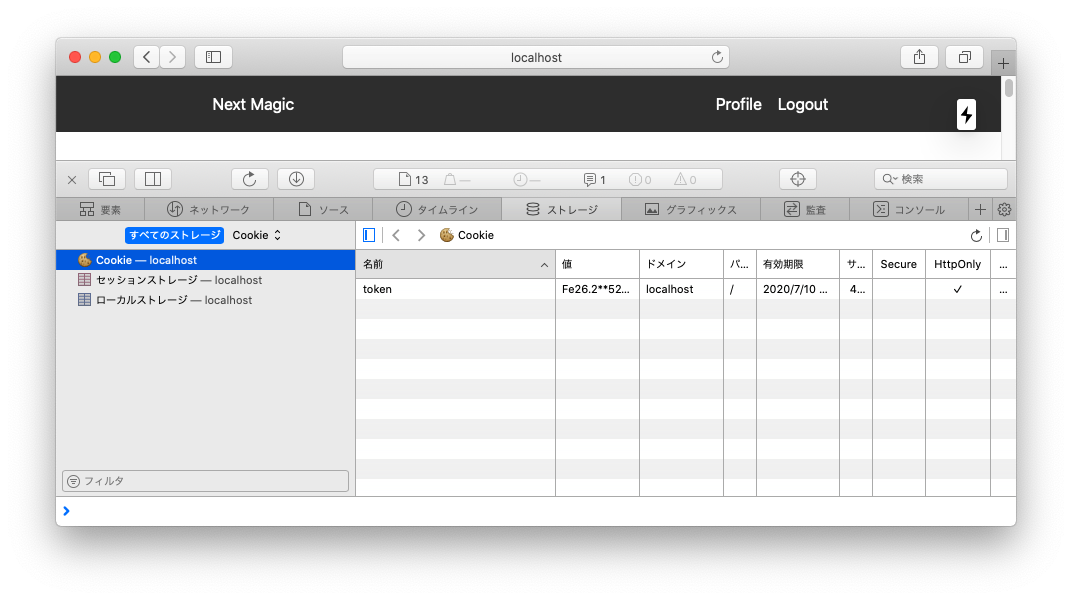 localhost
Next Magic
Profile Logout
13 — — 1 0 0 検索
要素 ネットワーク ソース タイムライン ストレージ グラフィックス 監査 コンソール
すべてのストレージ Cookie
Cookie
Cookie — localhost
セッションストレージ — localhost
ローカルストレージ — localhost
名前 値 ドメイン パ... 有効期限 サ... Secure HttpOnly ...
token Fe26.2**52... localhost / 2020/7/10 ... 4... ✓ ...
フィルタ